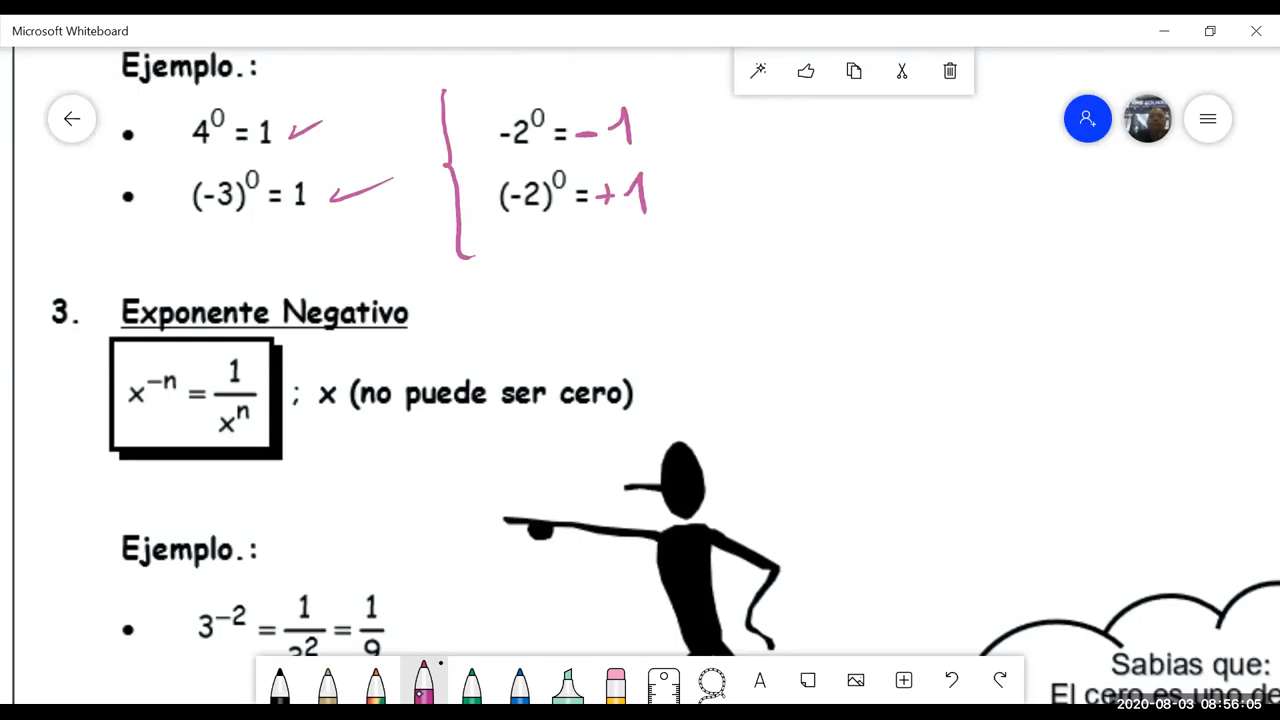 Microsoft Whiteboard
Ejemplo.:
• 4⁰ = 1 ✓
-2⁰ = - 1
• (-3)⁰ = 1 ✓
(-2)⁰ = + 1
3. Exponente Negativo
x⁻ⁿ = 1/xⁿ ; x (no puede ser cero)
Ejemplo.:
• 3⁻² = 1/3² = 1/9
Sabias que:
El cero es uno de
2020-08-03 08:56:05